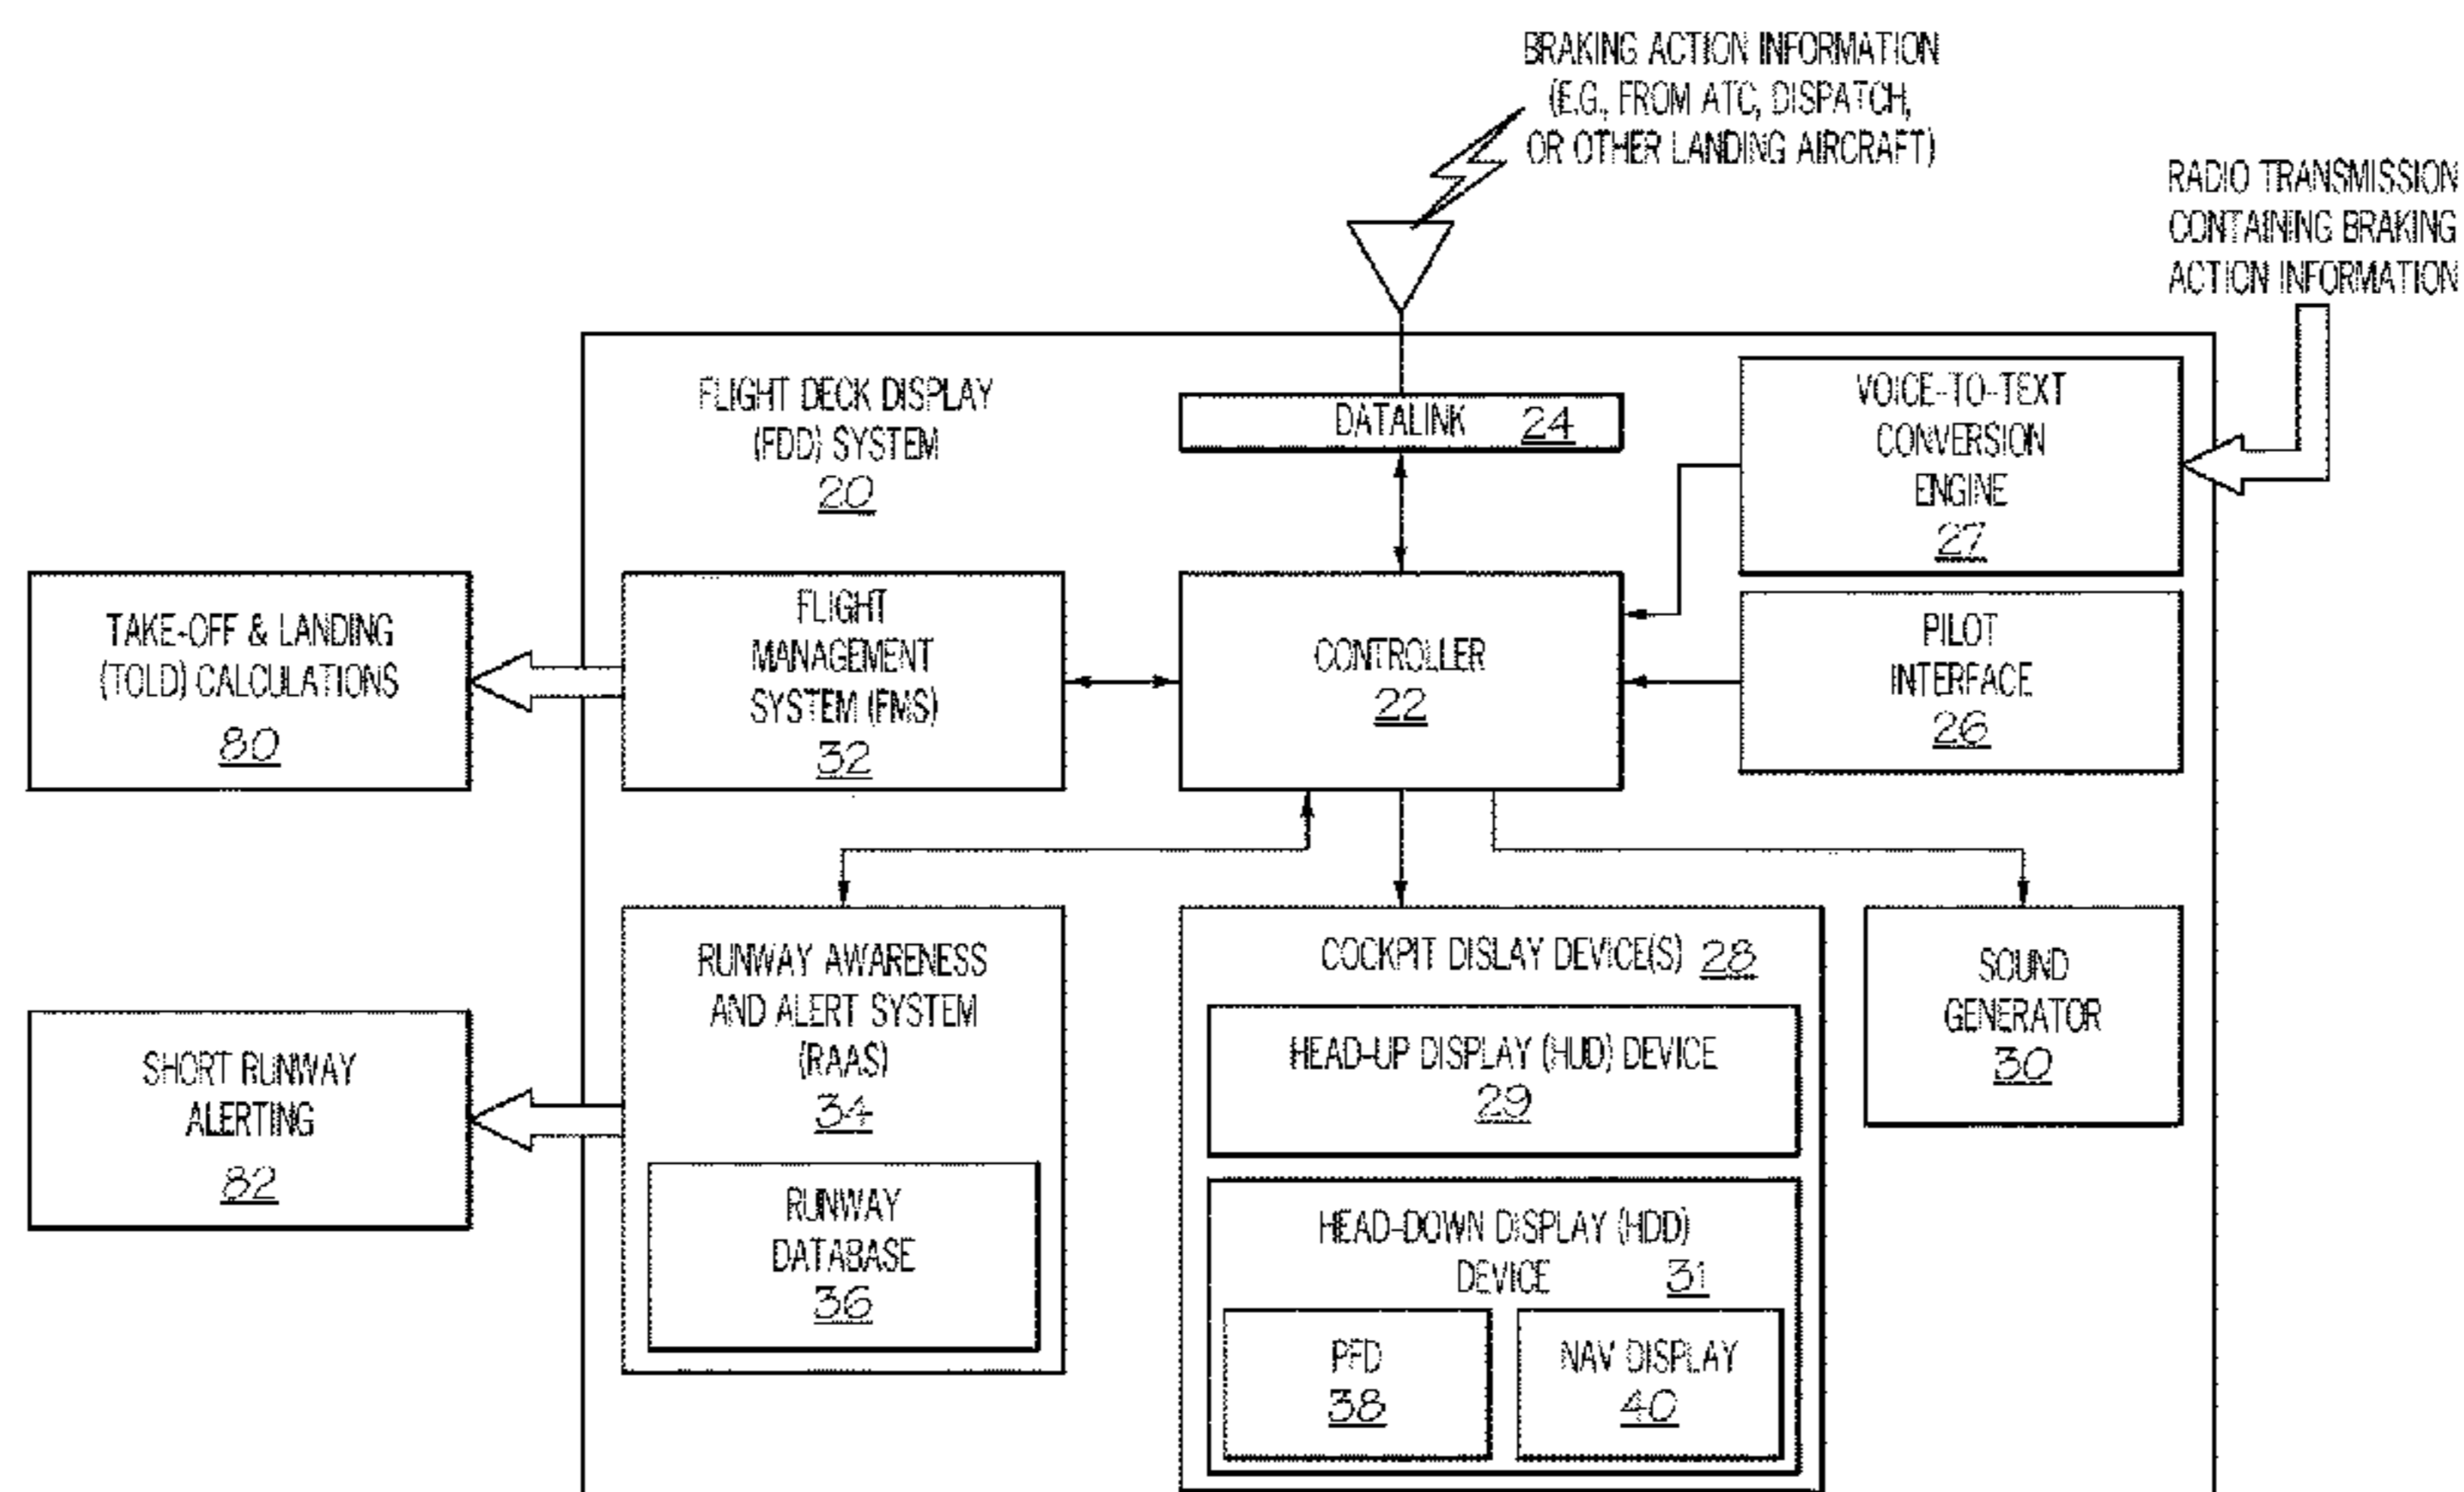 BRAKING ACTION INFORMATION
(E.G., FROM ATC, DISPATCH,
OR OTHER LANDING AIRCRAFT)
RADIO TRANSMISSION
CONTAINING BRAKING
ACTION INFORMATION
FLIGHT DECK DISPLAY
(FDD) SYSTEM
20
DATALINK 24
VOICE-TO-TEXT
CONVERSION
ENGINE
27
TAKE-OFF & LANDING
(TOLD) CALCULATIONS
80
FLIGHT
MANAGEMENT
SYSTEM (FMS)
32
CONTROLLER
22
PILOT
INTERFACE
26
RUNWAY AWARENESS
AND ALERT SYSTEM
(RAAS)
34
RUNWAY
DATABASE
36
SHORT RUNWAY
ALERTING
82
COCKPIT DISLAY DEVICE(S) 28
HEAD-UP DISPLAY (HUD) DEVICE
29
HEAD-DOWN DISPLAY (HDD)
DEVICE 31
PFD
38
NAV DISPLAY
40
SOUND
GENERATOR
30